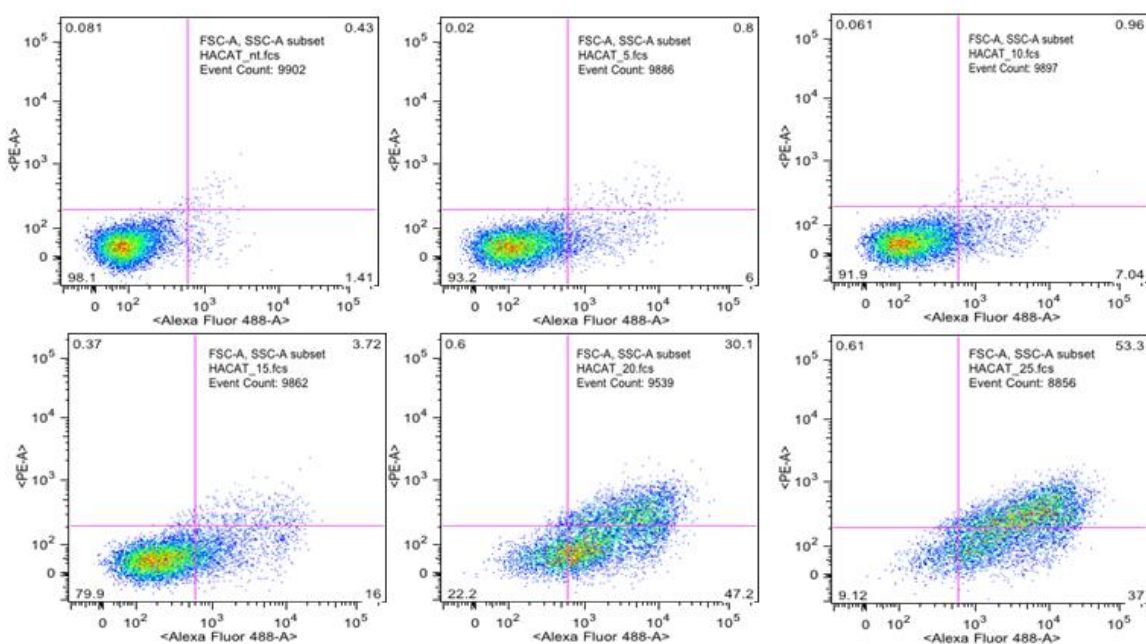 0.081 0.43
FSC-A, SSC-A subset
HACAT_nt.fcs
Event Count: 9902
10^5
10^4
10^3
10^2
0
<PE-A>
98.1 1.41
0 10^2 10^3 10^4 10^5
<Alexa Fluor 488-A>
0.02 0.8
FSC-A, SSC-A subset
HACAT_5.fcs
Event Count: 9886
10^5
10^4
10^3
10^2
0
<PE-A>
93.2 6
0 10^2 10^3 10^4 10^5
<Alexa Fluor 488-A>
0.061 0.96
FSC-A, SSC-A subset
HACAT_10.fcs
Event Count: 9897
10^5
10^4
10^3
10^2
0
<PE-A>
91.9 7.04
0 10^2 10^3 10^4 10^5
<Alexa Fluor 488-A>
0.37 3.72
FSC-A, SSC-A subset
HACAT_15.fcs
Event Count: 9862
10^5
10^4
10^3
10^2
0
<PE-A>
79.9 16
0 10^2 10^3 10^4 10^5
<Alexa Fluor 488-A>
0.6 30.1
FSC-A, SSC-A subset
HACAT_20.fcs
Event Count: 9539
10^5
10^4
10^3
10^2
0
<PE-A>
22.2 47.2
0 10^2 10^3 10^4 10^5
<Alexa Fluor 488-A>
0.61 53.3
FSC-A, SSC-A subset
HACAT_25.fcs
Event Count: 8856
10^5
10^4
10^3
10^2
0
<PE-A>
9.12 37
0 10^2 10^3 10^4 10^5
<Alexa Fluor 488-A>